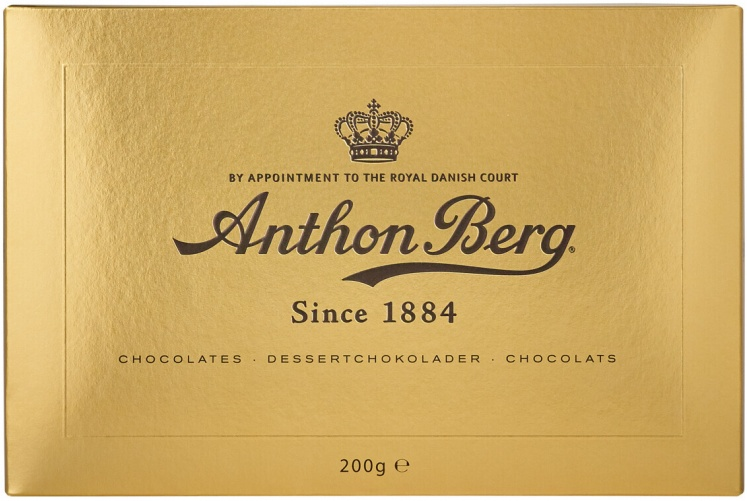 BY APPOINTMENT TO THE ROYAL DANISH COURT
Anthon Berg®
Since 1884
CHOCOLATES · DESSERTCHOKOLADER · CHOCOLATS
200g ℮